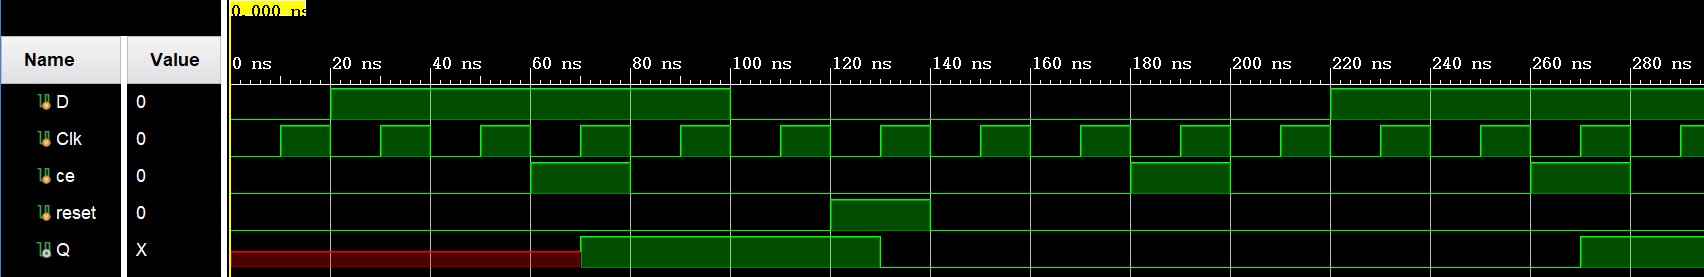 0.000 ns
Name Value
0 ns 20 ns 40 ns 60 ns 80 ns 100 ns 120 ns 140 ns 160 ns 180 ns 200 ns 220 ns 240 ns 260 ns 280 ns
D 0
Clk 0
ce 0
reset 0
Q X